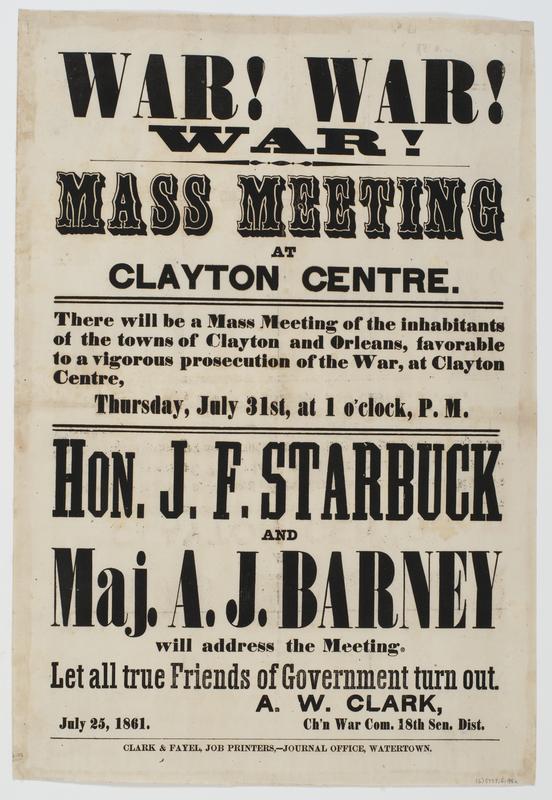 WAR! WAR!
WAR!
MASS MEETING
AT
CLAYTON CENTRE.
There will be a Mass Meeting of the inhabitants
of the towns of Clayton and Orleans, favorable
to a vigorous prosecution of the War, at Clayton
Centre,
Thursday, July 31st, at 1 o'clock, P. M.
HON. J. F. STARBUCK
AND
Maj. A. J. BARNEY
will address the Meeting.
Let all true Friends of Government turn out.
A. W. CLARK,
July 25, 1861. Ch'n War Com. 18th Sen. Dist.
CLARK & FAYEL, JOB PRINTERS,—JOURNAL OFFICE, WATERTOWN.